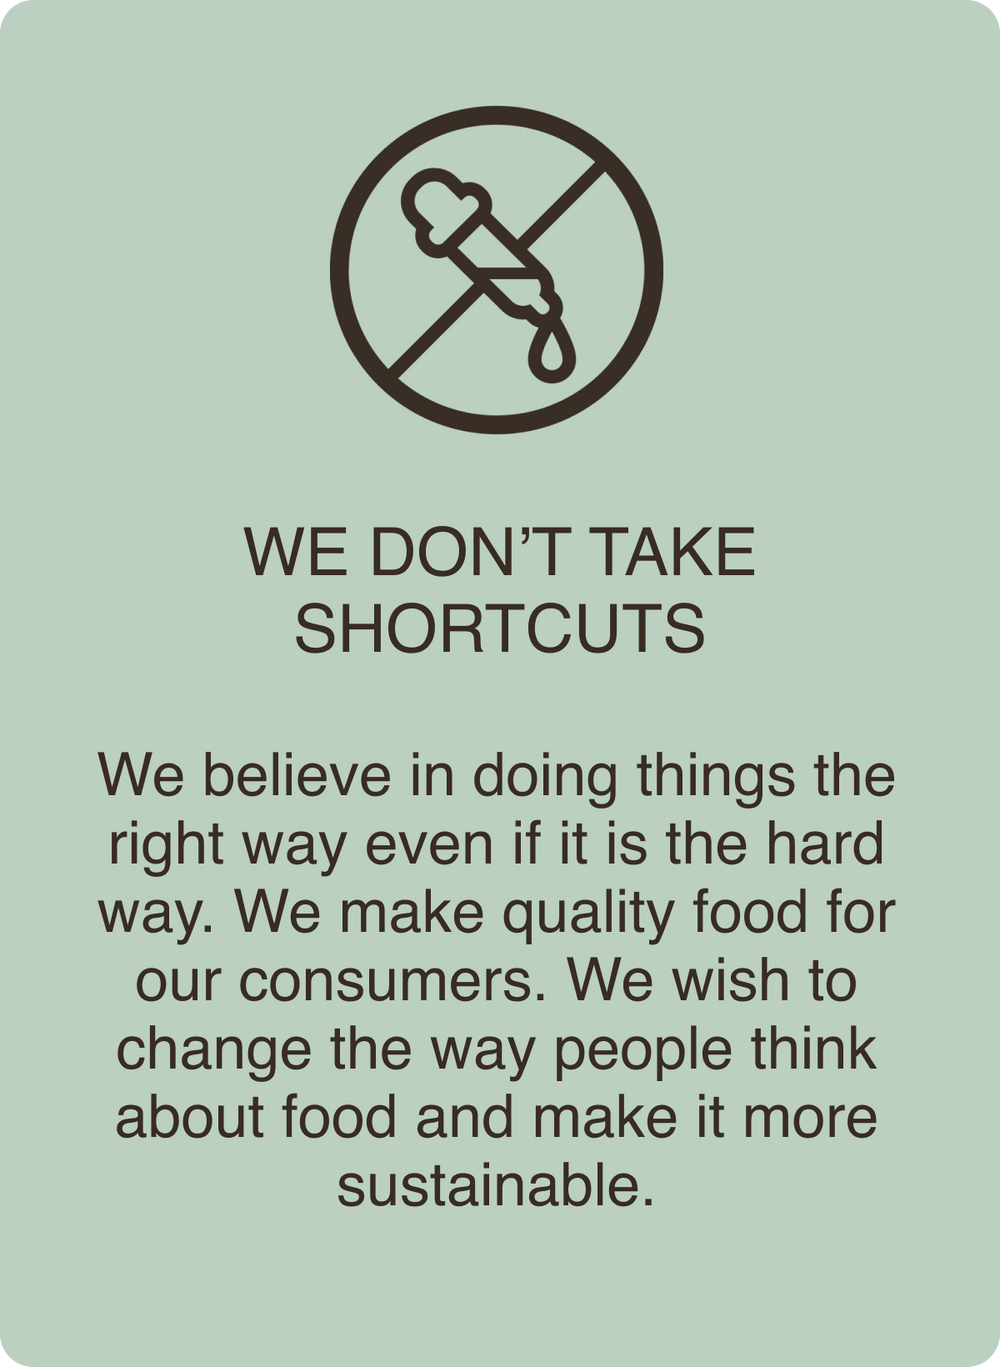 WE DON’T TAKE
SHORTCUTS
We believe in doing things the
right way even if it is the hard
way. We make quality food for
our consumers. We wish to
change the way people think
about food and make it more
sustainable.